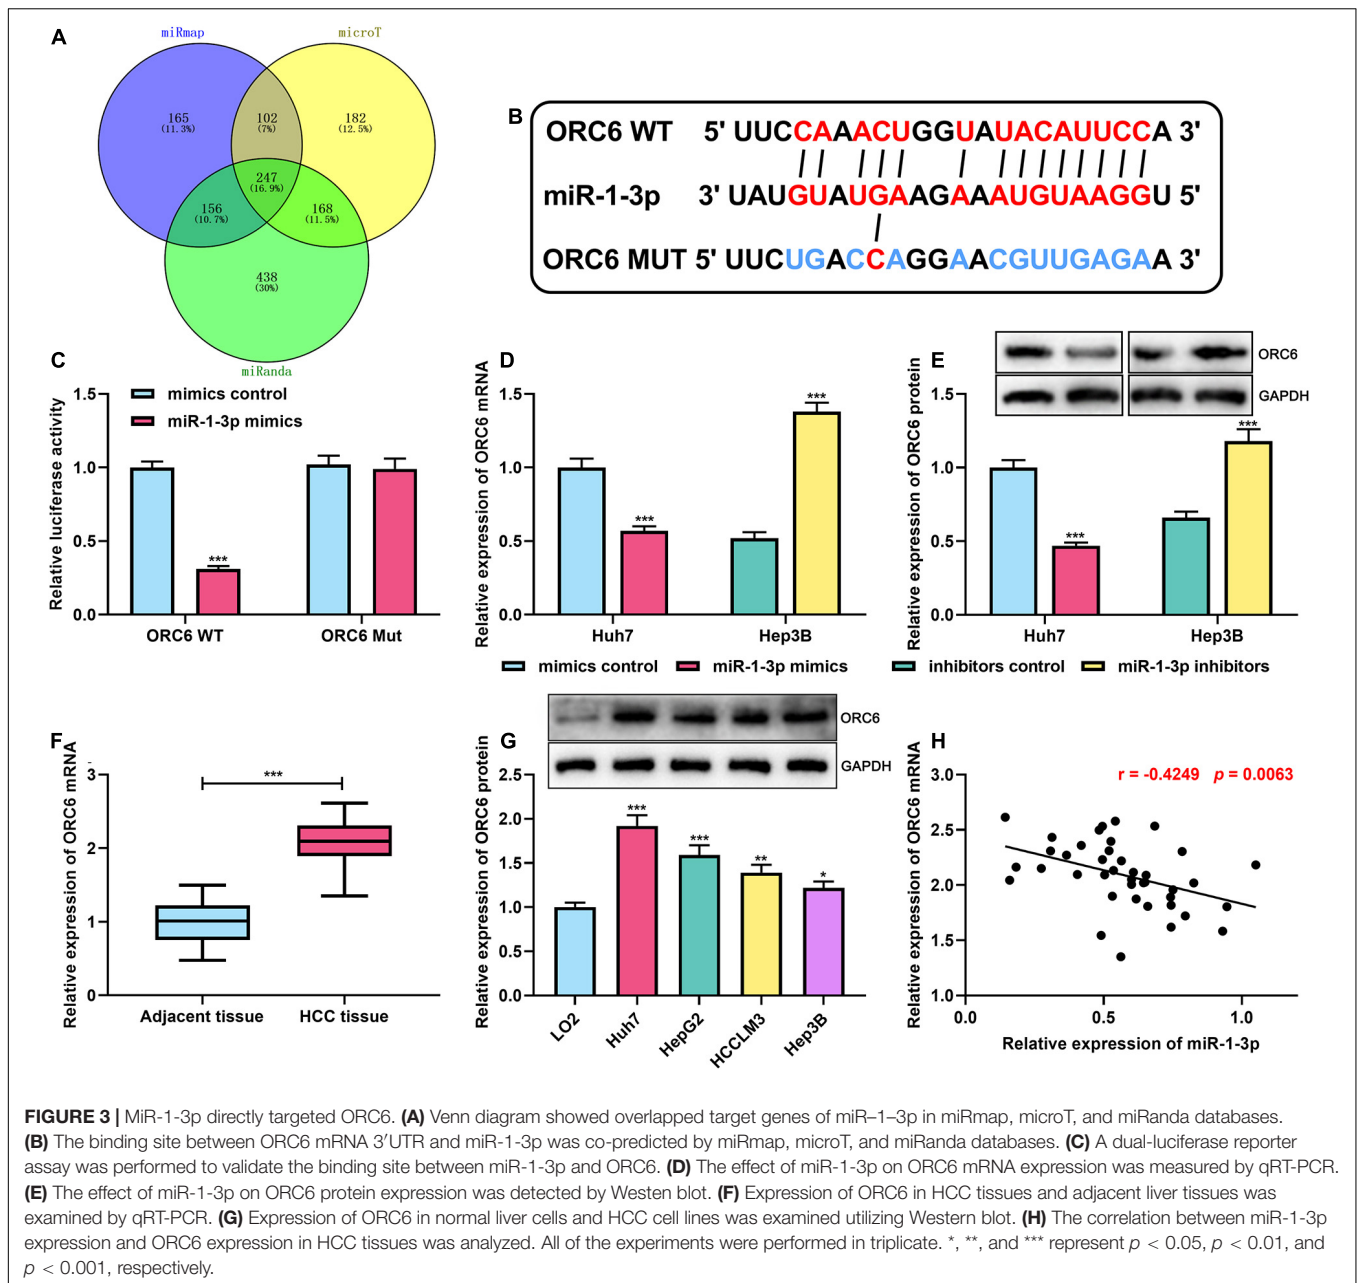 A
miRmap
microT
165
(11.3%)
102
(7%)
182
(12.5%)
247
(16.9%)
156
(10.7%)
168
(11.5%)
438
(30%)
miRanda
B
ORC6 WT 5' UUCCAAACUGGUAUACAUUCCA 3'
miR-1-3p 3' UAUGUAUGAAGAAAUGUAAGGU 5'
ORC6 MUT 5' UUCUGACCAGGAACGUUGAGAA 3'
C
mimics control
miR-1-3p mimics
Relative luciferase activity
1.5
1.0
0.5
0.0
***
ORC6 WT
ORC6 Mut
D
Relative expression of ORC6 mRNA
1.5
1.0
0.5
0.0
***
***
Huh7
Hep3B
E
ORC6
GAPDH
Relative expression of ORC6 protein
1.5
1.0
0.5
0.0
***
***
Huh7
Hep3B
mimics control
miR-1-3p mimics
inhibitors control
miR-1-3p inhibitors
F
Relative expression of ORC6 mRNA
3
2
1
0
***
Adjacent tissue
HCC tissue
G
ORC6
GAPDH
Relative expression of ORC6 protein
2.5
2.0
1.5
1.0
0.5
0.0
***
***
**
*
LO2
Huh7
HepG2
HCCLM3
Hep3B
H
Relative expression of ORC6 mRNA
r = -0.4249 p = 0.0063
3.0
2.5
2.0
1.5
1.0
0.0
0.5
1.0
Relative expression of miR-1-3p
FIGURE 3 | MiR-1-3p directly targeted ORC6. (A) Venn diagram showed overlapped target genes of miR–1–3p in miRmap, microT, and miRanda databases.
(B) The binding site between ORC6 mRNA 3′UTR and miR-1-3p was co-predicted by miRmap, microT, and miRanda databases. (C) A dual-luciferase reporter
assay was performed to validate the binding site between miR-1-3p and ORC6. (D) The effect of miR-1-3p on ORC6 mRNA expression was measured by qRT-PCR.
(E) The effect of miR-1-3p on ORC6 protein expression was detected by Westen blot. (F) Expression of ORC6 in HCC tissues and adjacent liver tissues was
examined by qRT-PCR. (G) Expression of ORC6 in normal liver cells and HCC cell lines was examined utilizing Western blot. (H) The correlation between miR-1-3p
expression and ORC6 expression in HCC tissues was analyzed. All of the experiments were performed in triplicate. *, **, and *** represent p < 0.05, p < 0.01, and
p < 0.001, respectively.